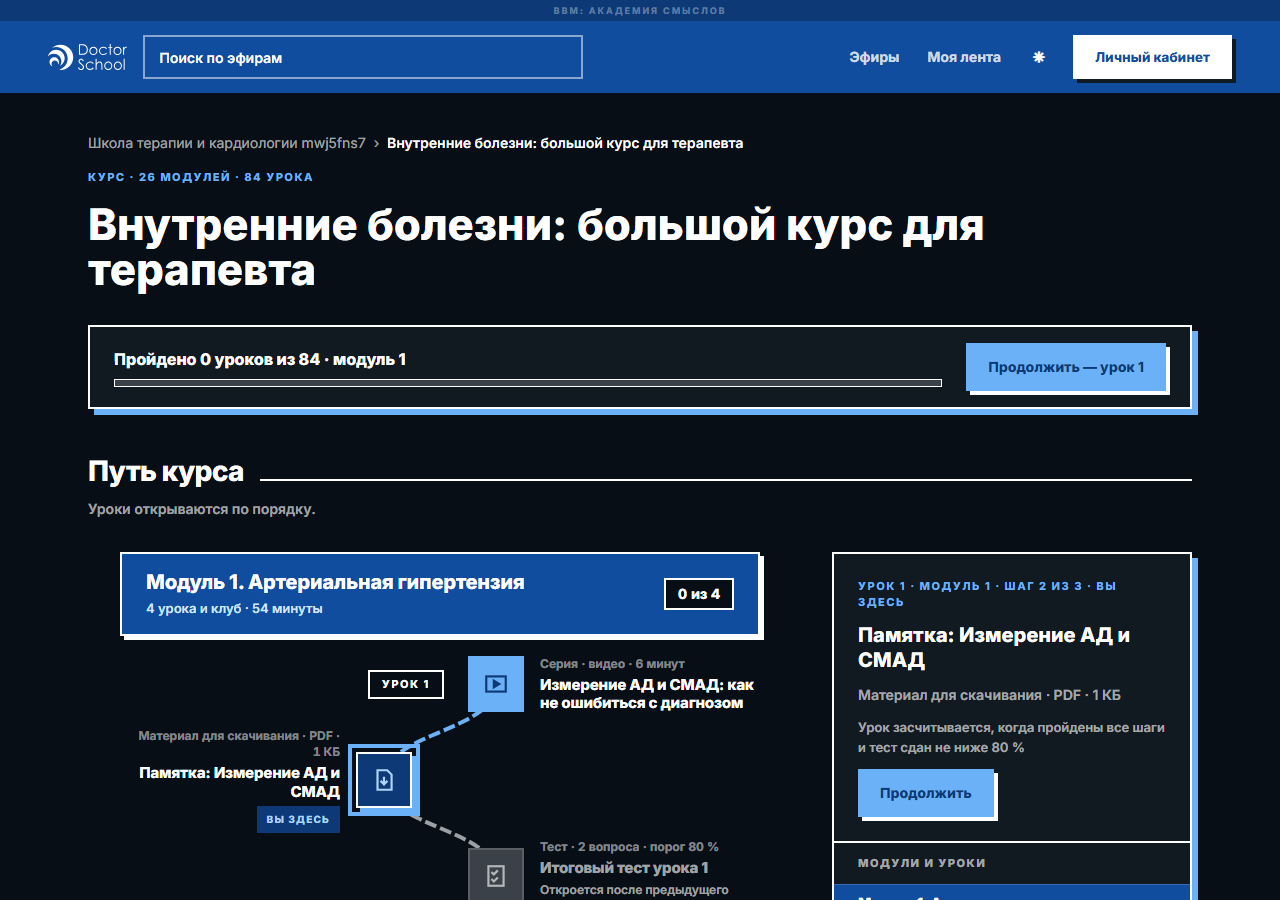 ВВМ: АКАДЕМИЯ СМЫСЛОВ
Doctor
School
Поиск по эфирам
Эфиры
Моя лента
Личный кабинет
Школа терапии и кардиологии mwj5fns7 › Внутренние болезни: большой курс для терапевта
КУРС · 26 МОДУЛЕЙ · 84 УРОКА
Внутренние болезни: большой курс для
терапевта
Пройдено 0 уроков из 84 · модуль 1
Продолжить — урок 1
Путь курса
Уроки открываются по порядку.
Модуль 1. Артериальная гипертензия
4 урока и клуб · 54 минуты
0 из 4
УРОК 1
Серия · видео · 6 минут
Измерение АД и СМАД: как
не ошибиться с диагнозом
Материал для скачивания · PDF ·
1 КБ
Памятка: Измерение АД и
СМАД
ВЫ ЗДЕСЬ
Тест · 2 вопроса · порог 80 %
Итоговый тест урока 1
Откроется после предыдущего
УРОК 1 · МОДУЛЬ 1 · ШАГ 2 ИЗ 3 · ВЫ
ЗДЕСЬ
Памятка: Измерение АД и
СМАД
Материал для скачивания · PDF · 1 КБ
Урок засчитывается, когда пройдены все шаги
и тест сдан не ниже 80 %
Продолжить
МОДУЛИ И УРОКИ